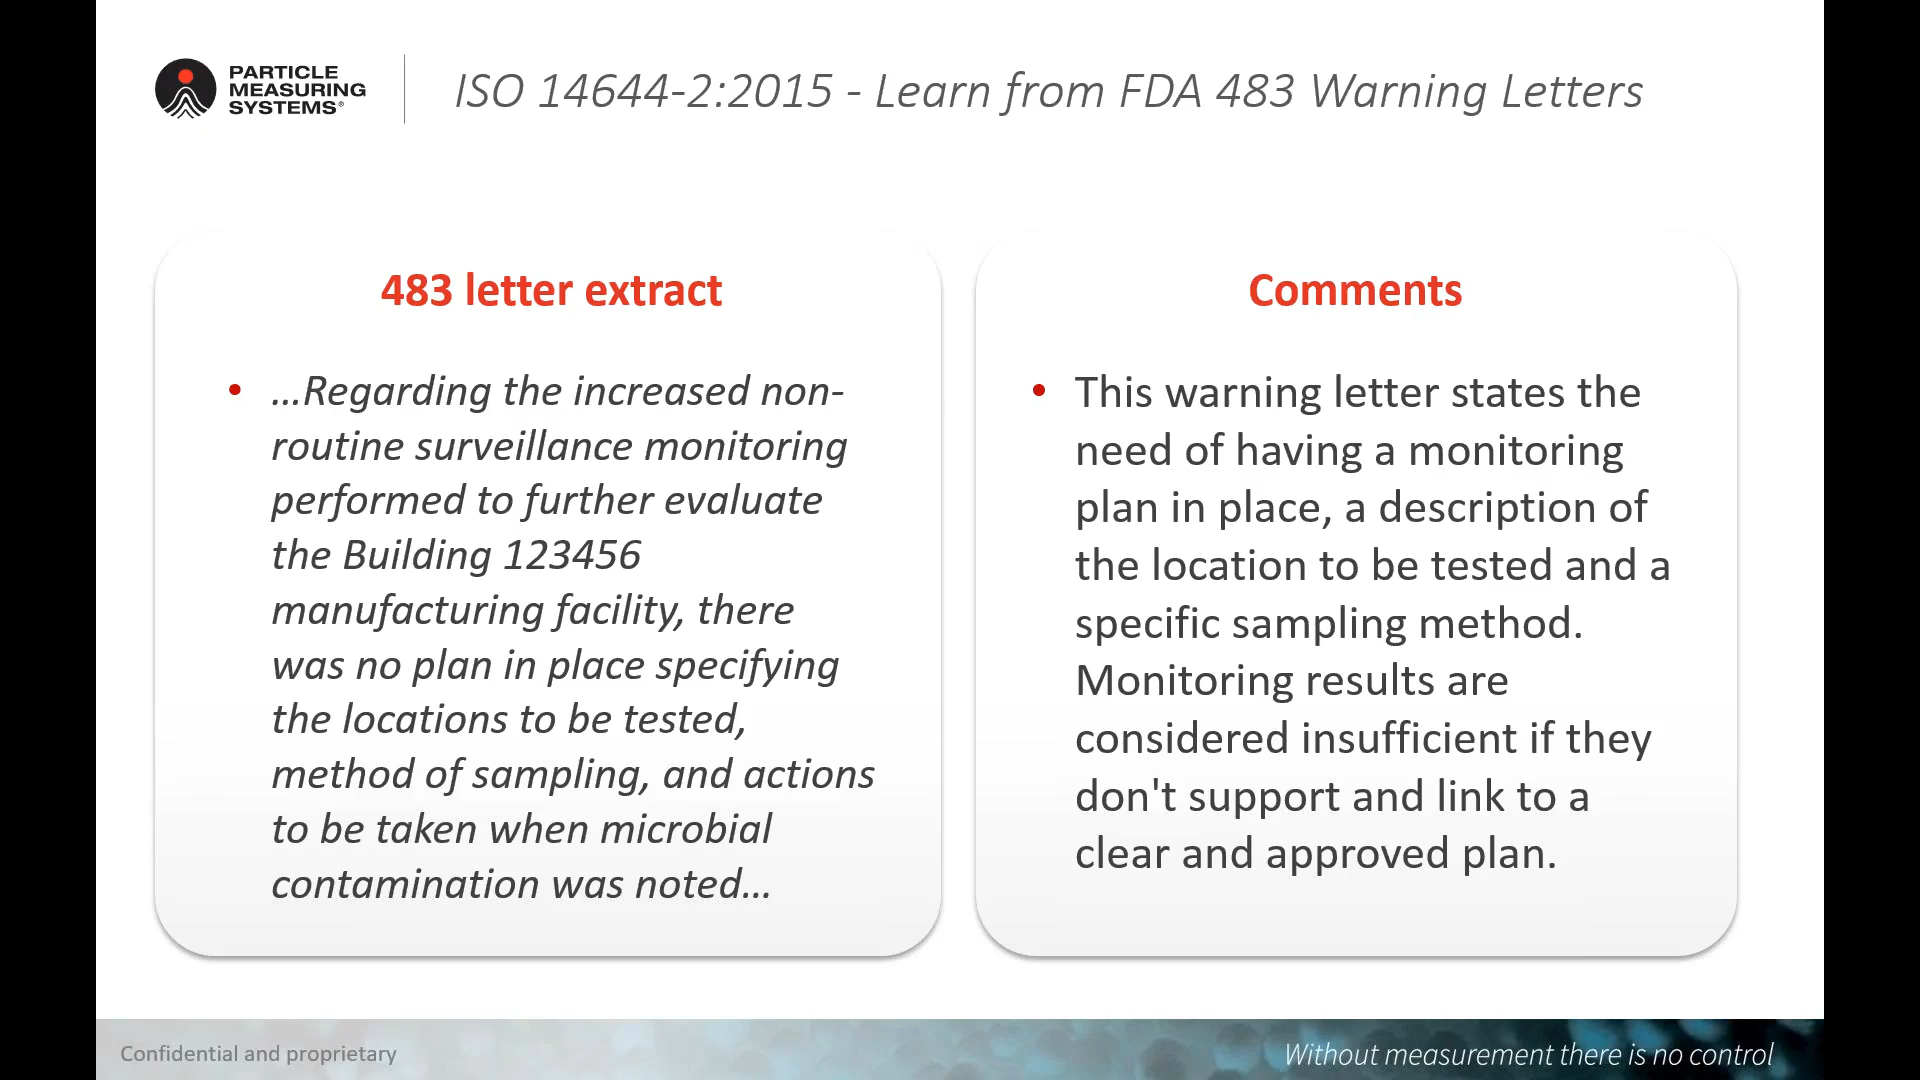 PARTICLE
MEASURING
SYSTEMS®
ISO 14644-2:2015 - Learn from FDA 483 Warning Letters
483 letter extract
• …Regarding the increased non-
routine surveillance monitoring
performed to further evaluate
the Building 123456
manufacturing facility, there
was no plan in place specifying
the locations to be tested,
method of sampling, and actions
to be taken when microbial
contamination was noted…
Comments
• This warning letter states the
need of having a monitoring
plan in place, a description of
the location to be tested and a
specific sampling method.
Monitoring results are
considered insufficient if they
don't support and link to a
clear and approved plan.
Confidential and proprietary
Without measurement there is no control